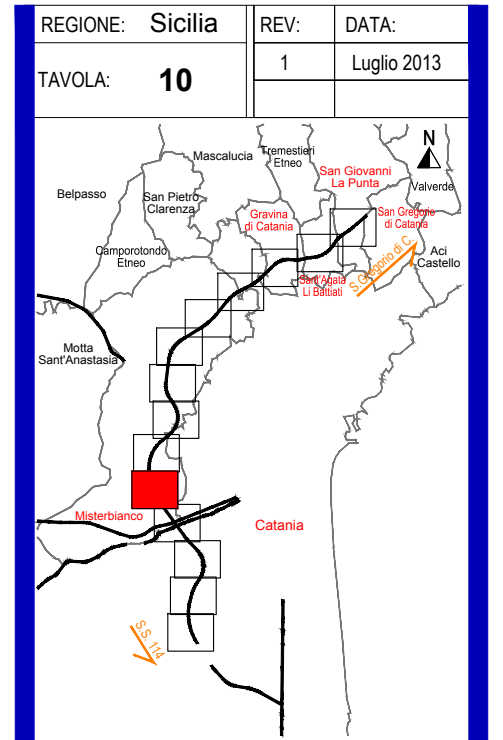 REGIONE: Sicilia
REV:
DATA:
TAVOLA: 10
1
Luglio 2013
N
Mascalucia
Tremestieri
Etneo
San Giovanni
La Punta
Valverde
Belpasso
San Pietro
Clarenza
Gravina
di Catania
San Gregorio
di Catania
Camporotondo
Etneo
Aci
Castello
Sant'Agata
Li Battiati
S.Gregorio di C.
Motta
Sant'Anastasia
Misterbianco
Catania
S.S. 114